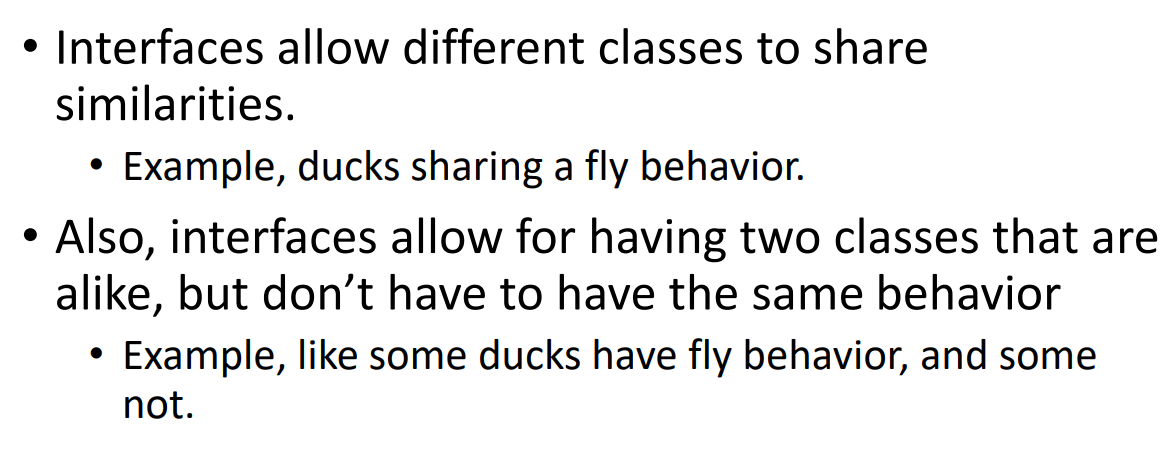 • Interfaces allow different classes to share
similarities.
• Example, ducks sharing a fly behavior.
• Also, interfaces allow for having two classes that are
alike, but don’t have to have the same behavior
• Example, like some ducks have fly behavior, and some
not.